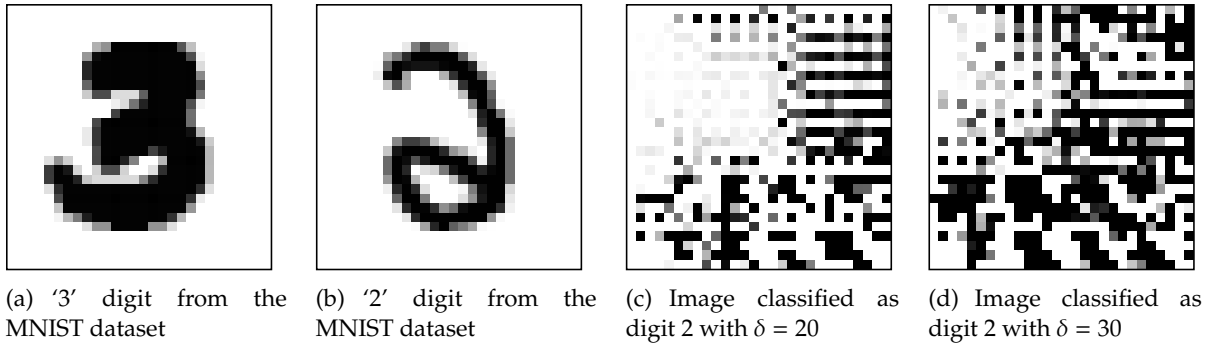 (a) '3' digit from the
MNIST dataset
(b) '2' digit from the
MNIST dataset
(c) Image classified as
digit 2 with δ = 20
(d) Image classified as
digit 2 with δ = 30